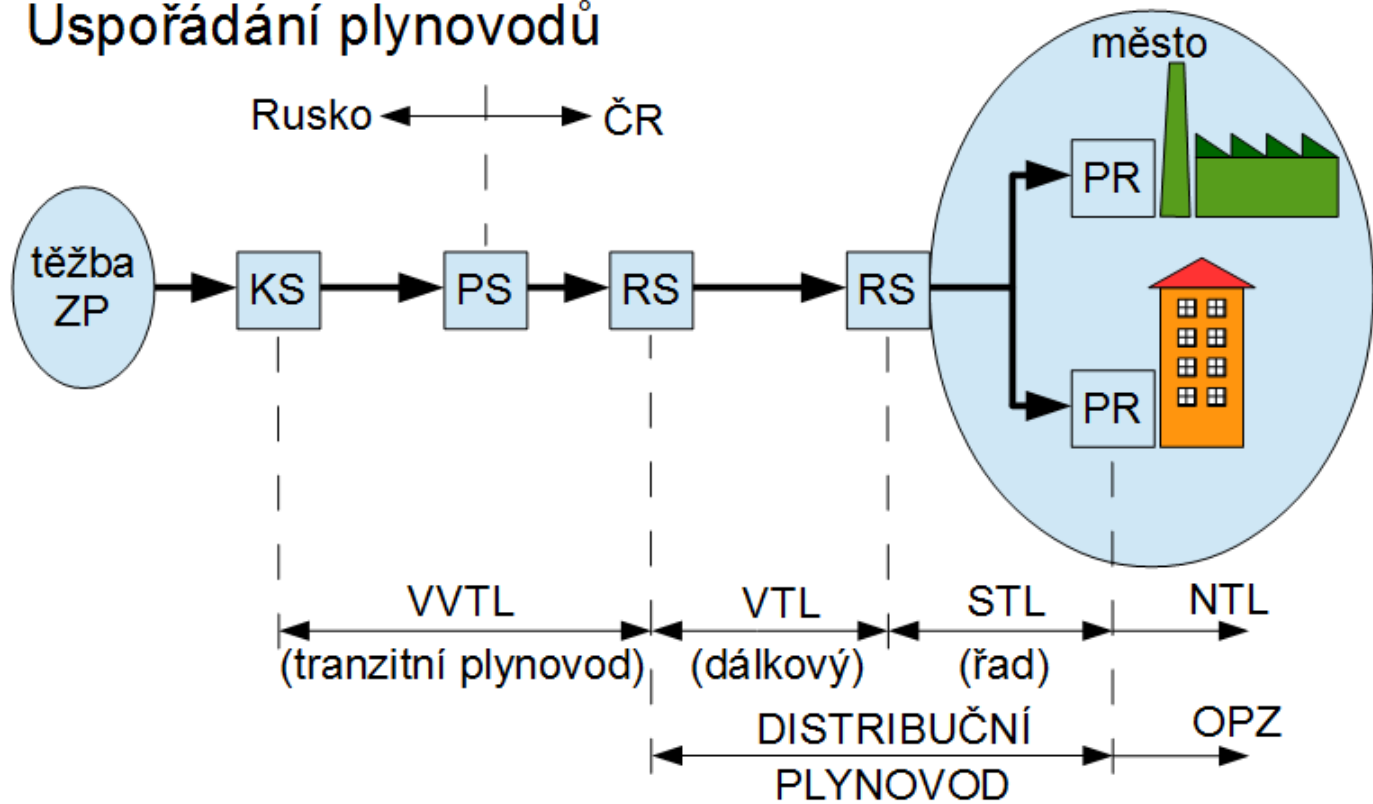 Uspořádání plynovodů
město
Rusko
ČR
PR
těžba
ZP
KS
PS
RS
RS
PR
VVTL
VTL
STL
NTL
(tranzitní plynovod)
(dálkový)
(řad)
DISTRIBUČNÍ
OPZ
PLYNOVOD